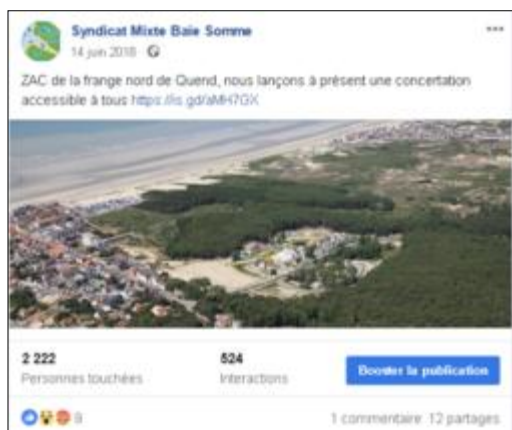 Syndicat Mixte Baie Somme
14 juin 2018
ZAC de la frange nord de Quend, nous lançons à présent une concertation
accessible à tous https://is.gd/aMH7GX
2 222
Personnes touchées
524
Interactions
Booster la publication
9
1 commentaire 12 partages